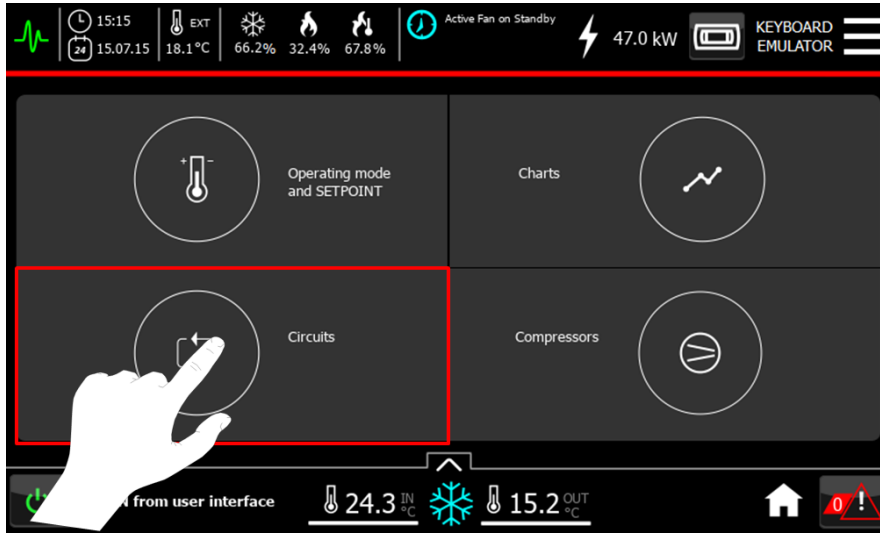 15:15
24 15.07.15
EXT
18.1°C
66.2%
32.4%
67.8%
Active Fan on Standby
47.0 kW
KEYBOARD
EMULATOR
Operating mode
and SETPOINT
Charts
Circuits
Compressors
from user interface
24.3 IN °C
15.2 OUT °C
0 !